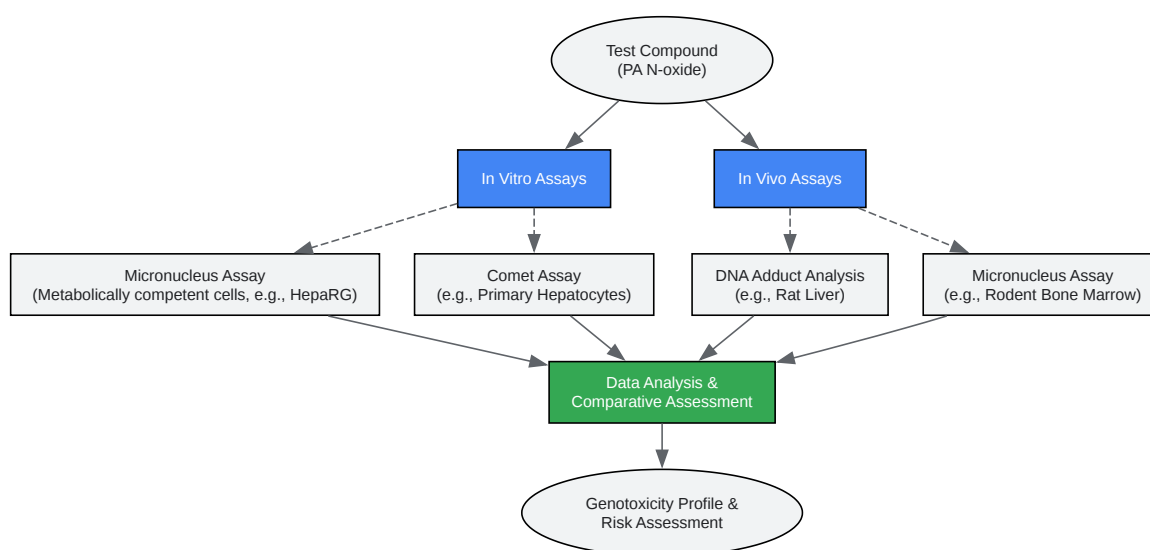 Test Compound
(PA N-oxide)
In Vitro Assays
In Vivo Assays
Micronucleus Assay
(Metabolically competent cells, e.g., HepaRG)
Comet Assay
(e.g., Primary Hepatocytes)
DNA Adduct Analysis
(e.g., Rat Liver)
Micronucleus Assay
(e.g., Rodent Bone Marrow)
Data Analysis &
Comparative Assessment
Genotoxicity Profile &
Risk Assessment